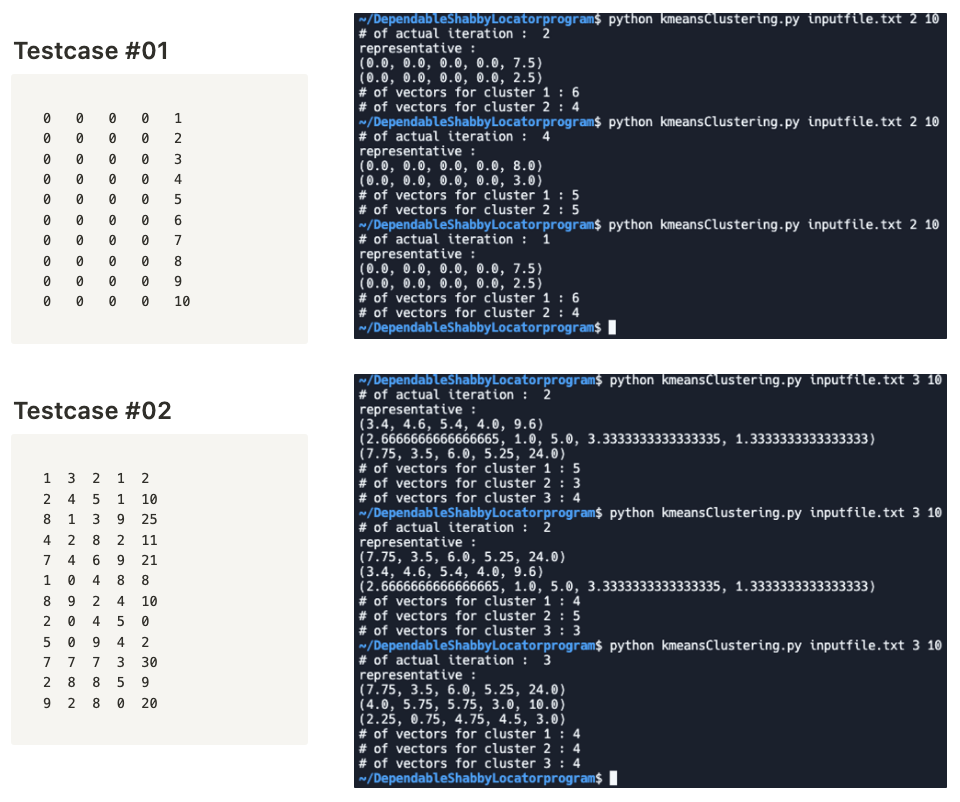 Testcase #01
0 0 0 0 1
0 0 0 0 2
0 0 0 0 3
0 0 0 0 4
0 0 0 0 5
0 0 0 0 6
0 0 0 0 7
0 0 0 0 8
0 0 0 0 9
0 0 0 0 10
~/DependableShabbyLocatorprogram$ python kmeansClustering.py inputfile.txt 2 10
# of actual iteration :  2
representative :
(0.0, 0.0, 0.0, 0.0, 7.5)
(0.0, 0.0, 0.0, 0.0, 2.5)
# of vectors for cluster 1 : 6
# of vectors for cluster 2 : 4
~/DependableShabbyLocatorprogram$ python kmeansClustering.py inputfile.txt 2 10
# of actual iteration :  4
representative :
(0.0, 0.0, 0.0, 0.0, 8.0)
(0.0, 0.0, 0.0, 0.0, 3.0)
# of vectors for cluster 1 : 5
# of vectors for cluster 2 : 5
~/DependableShabbyLocatorprogram$ python kmeansClustering.py inputfile.txt 2 10
# of actual iteration :  1
representative :
(0.0, 0.0, 0.0, 0.0, 7.5)
(0.0, 0.0, 0.0, 0.0, 2.5)
# of vectors for cluster 1 : 6
# of vectors for cluster 2 : 4
~/DependableShabbyLocatorprogram$
Testcase #02
1 3 2 1 2
2 4 5 1 10
8 1 3 9 25
4 2 8 2 11
7 4 6 9 21
1 0 4 8 8
8 9 2 4 10
2 0 4 5 0
5 0 9 4 2
7 7 7 3 30
2 8 8 5 9
9 2 8 0 20
~/DependableShabbyLocatorprogram$ python kmeansClustering.py inputfile.txt 3 10
# of actual iteration :  2
representative :
(3.4, 4.6, 5.4, 4.0, 9.6)
(2.6666666666666665, 1.0, 5.0, 3.3333333333333335, 1.3333333333333333)
(7.75, 3.5, 6.0, 5.25, 24.0)
# of vectors for cluster 1 : 5
# of vectors for cluster 2 : 3
# of vectors for cluster 3 : 4
~/DependableShabbyLocatorprogram$ python kmeansClustering.py inputfile.txt 3 10
# of actual iteration :  2
representative :
(7.75, 3.5, 6.0, 5.25, 24.0)
(3.4, 4.6, 5.4, 4.0, 9.6)
(2.6666666666666665, 1.0, 5.0, 3.3333333333333335, 1.3333333333333333)
# of vectors for cluster 1 : 4
# of vectors for cluster 2 : 5
# of vectors for cluster 3 : 3
~/DependableShabbyLocatorprogram$ python kmeansClustering.py inputfile.txt 3 10
# of actual iteration :  3
representative :
(7.75, 3.5, 6.0, 5.25, 24.0)
(4.0, 5.75, 5.75, 3.0, 10.0)
(2.25, 0.75, 4.75, 4.5, 3.0)
# of vectors for cluster 1 : 4
# of vectors for cluster 2 : 4
# of vectors for cluster 3 : 4
~/DependableShabbyLocatorprogram$